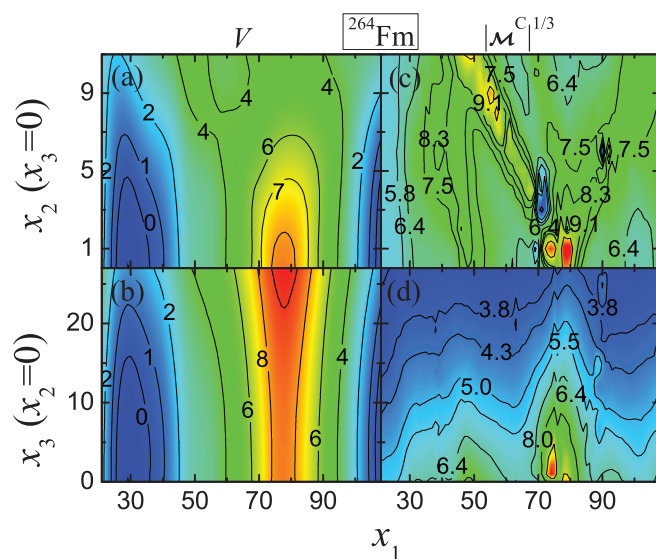 V ²⁶⁴Fm |𝓜ᶜ|¹/³
(a) (c)
9 5 1
x₂ (x₃=0)
2 2 1 0 4 4 6 7 2
7.5 6.4 9.1 8.3 7.5 5.8 6.4 7.5 7.5 8.3 9.1 6.4 6.4
(b) (d)
20 10 0
x₃ (x₂=0)
2 2 1 0 8 6 6 4
3.8 3.8 4.3 5.5 5.0 6.4 8.0 6.4
30 50 70 90 30 50 70 90
x₁